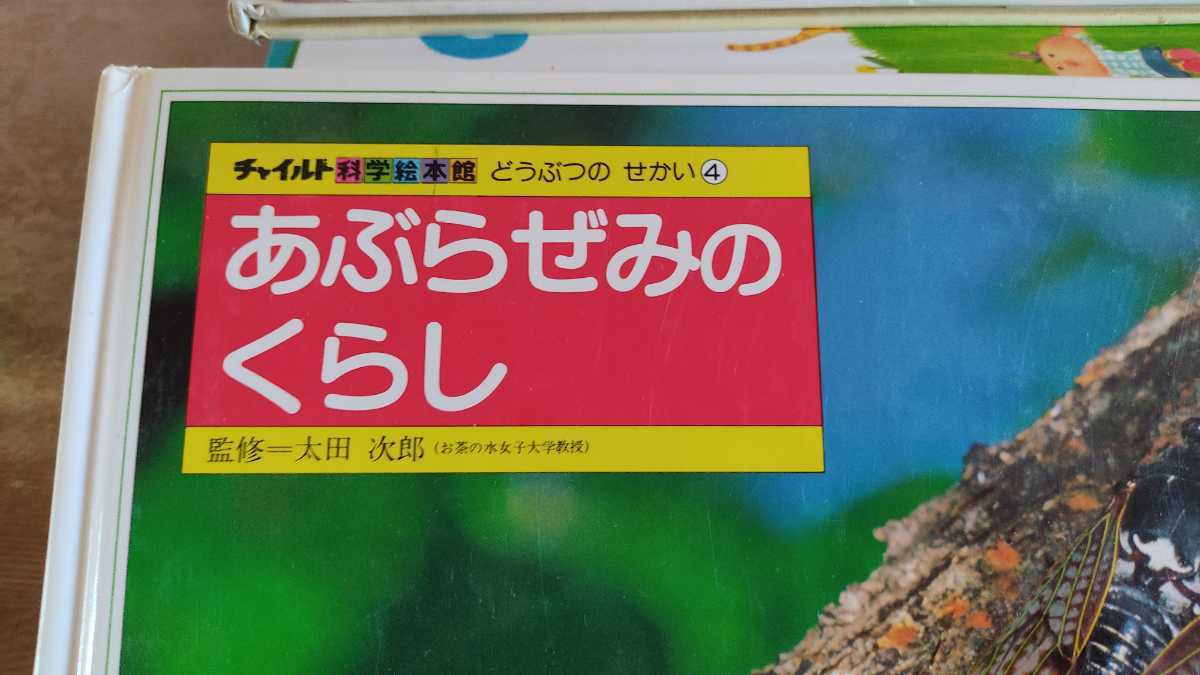 チャイルド科学絵本館 どうぶつの せかい④
あぶらぜみの
くらし
監修=太田 次郎(お茶の水女子大学教授)